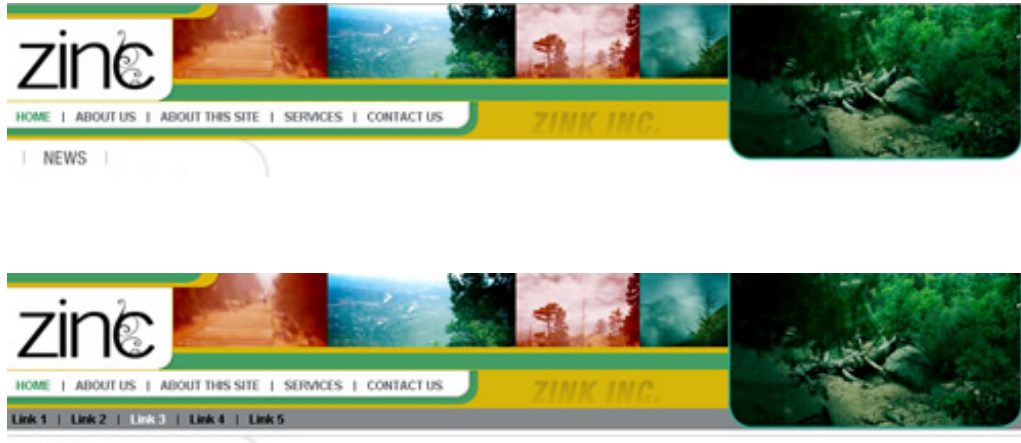 zinc
HOME | ABOUT US | ABOUT THIS SITE | SERVICES | CONTACT US
ZINK INC.
| NEWS |
zinc
HOME | ABOUT US | ABOUT THIS SITE | SERVICES | CONTACT US
ZINK INC.
Link 1 | Link 2 | Link 3 | Link 4 | Link 5